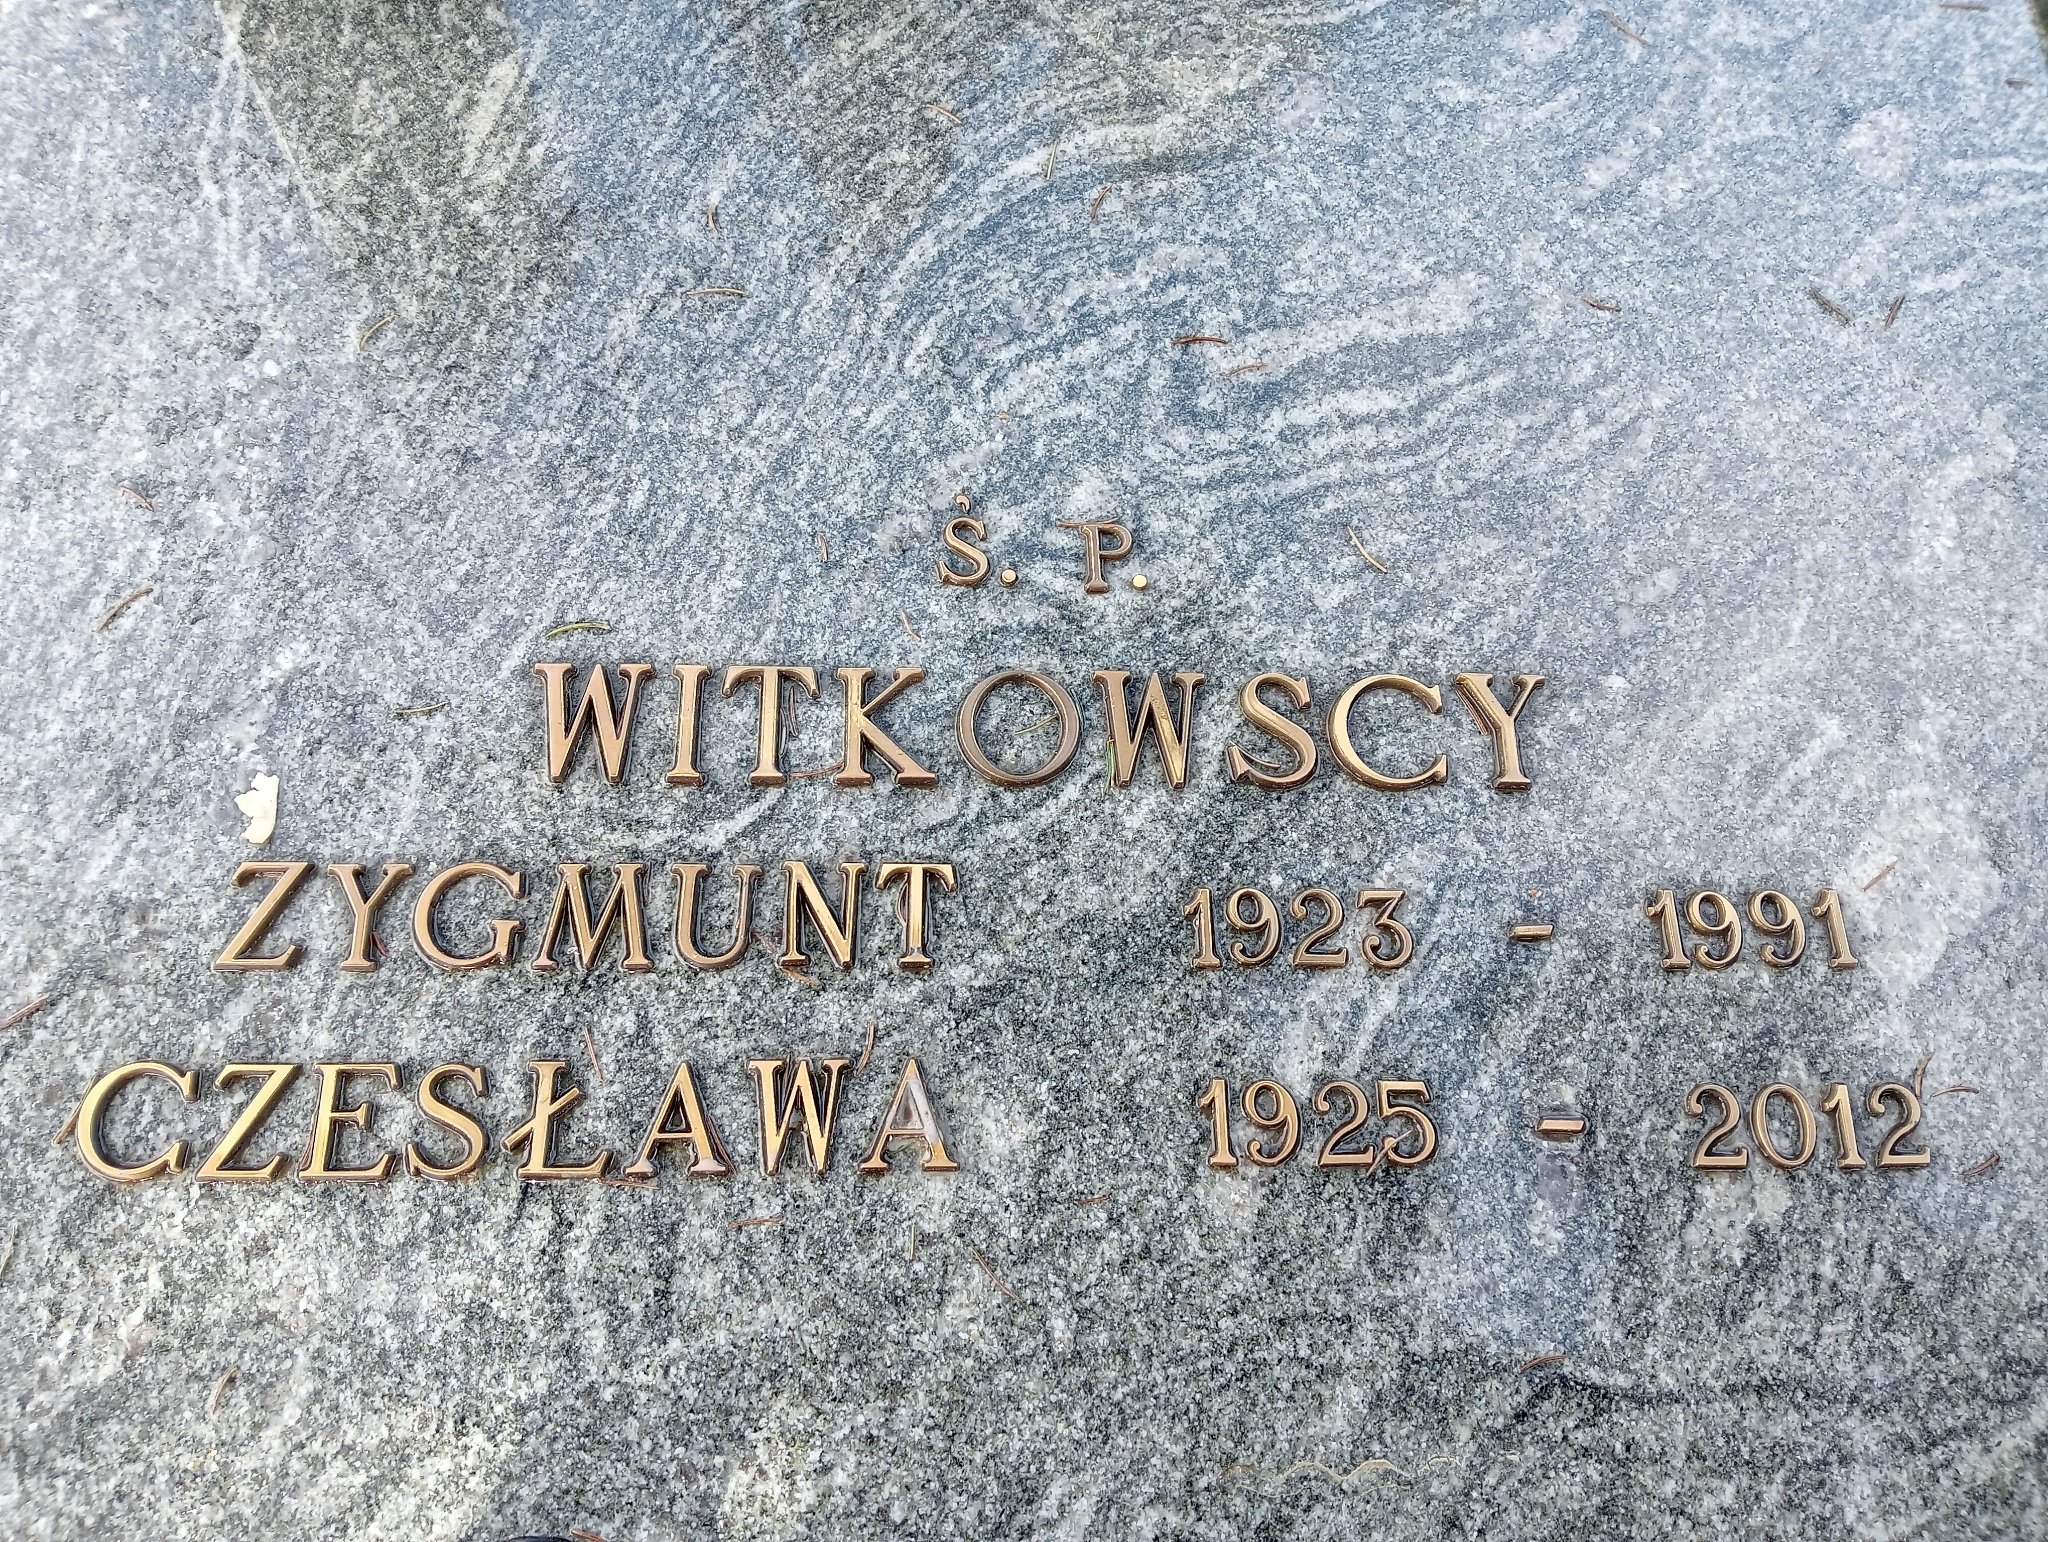 Ś. P.
WITKOWSCY
ZYGMUNT 1923 - 1991
CZESŁAWA 1925 - 2012